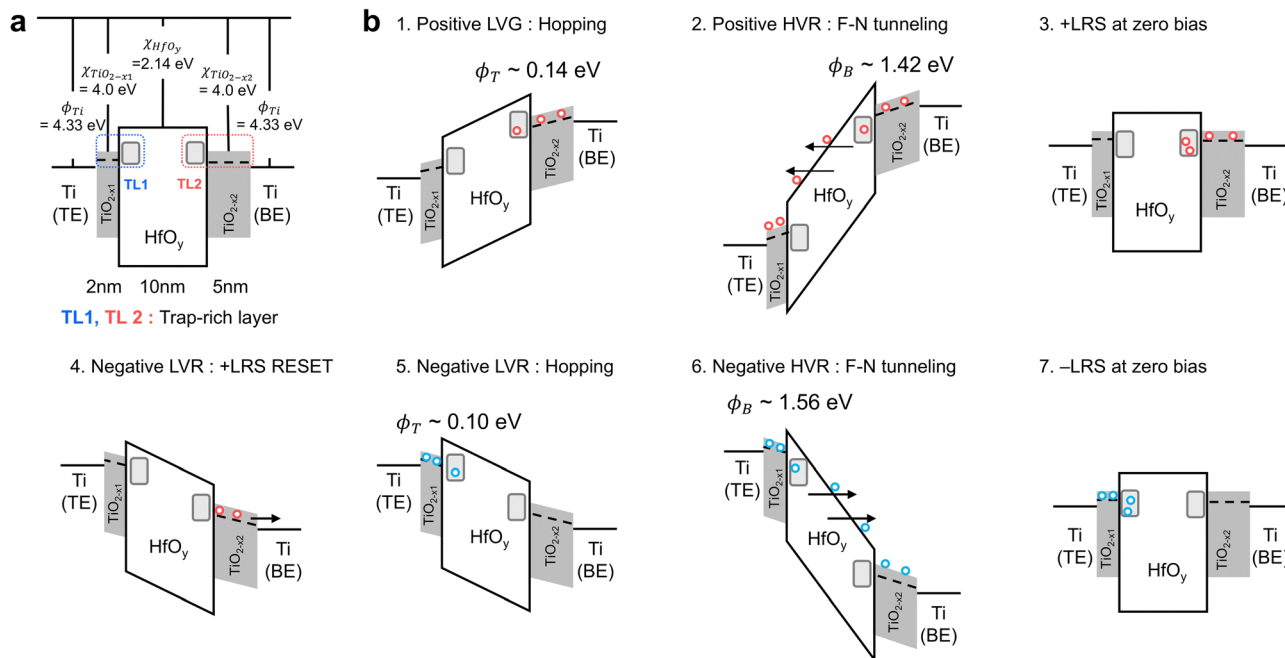 a
χHfOy
=2.14 eV
χTiO2−x1
= 4.0 eV
χTiO2−x2
= 4.0 eV
ϕTi
= 4.33 eV
ϕTi
= 4.33 eV
TL1
TL2
Ti
(TE)
TiO2-x1
HfOy
TiO2-x2
Ti
(BE)
2nm 10nm 5nm
TL1, TL 2 : Trap-rich layer
b
1. Positive LVG : Hopping
ϕT ~ 0.14 eV
Ti
(TE)
TiO2-x1
HfOy
TiO2-x2
Ti
(BE)
2. Positive HVR : F-N tunneling
ϕB ~ 1.42 eV
Ti
(TE)
TiO2-x1
HfOy
TiO2-x2
Ti
(BE)
3. +LRS at zero bias
Ti
(TE)
TiO2-x1
HfOy
TiO2-x2
Ti
(BE)
4. Negative LVR : +LRS RESET
Ti
(TE)
TiO2-x1
HfOy
TiO2-x2
Ti
(BE)
5. Negative LVR : Hopping
ϕT ~ 0.10 eV
Ti
(TE)
TiO2-x1
HfOy
TiO2-x2
Ti
(BE)
6. Negative HVR : F-N tunneling
ϕB ~ 1.56 eV
Ti
(TE)
TiO2-x1
HfOy
TiO2-x2
Ti
(BE)
7. –LRS at zero bias
Ti
(TE)
TiO2-x1
HfOy
TiO2-x2
Ti
(BE)